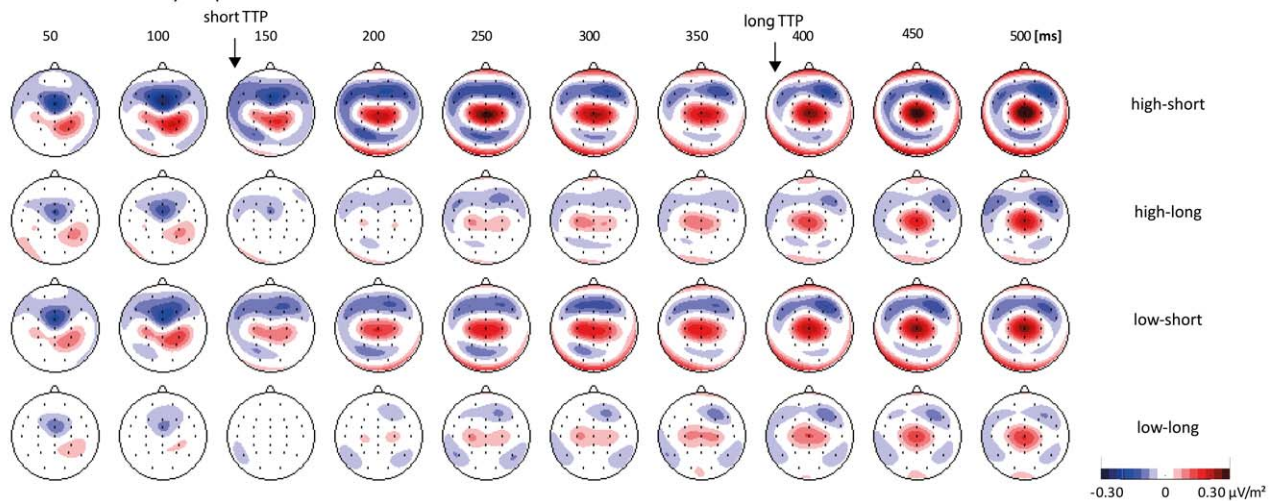 short TTP
long TTP
50 100 150 200 250 300 350 400 450 500 [ms]
high-short
high-long
low-short
low-long
-0.30 0 0.30 µV/m²